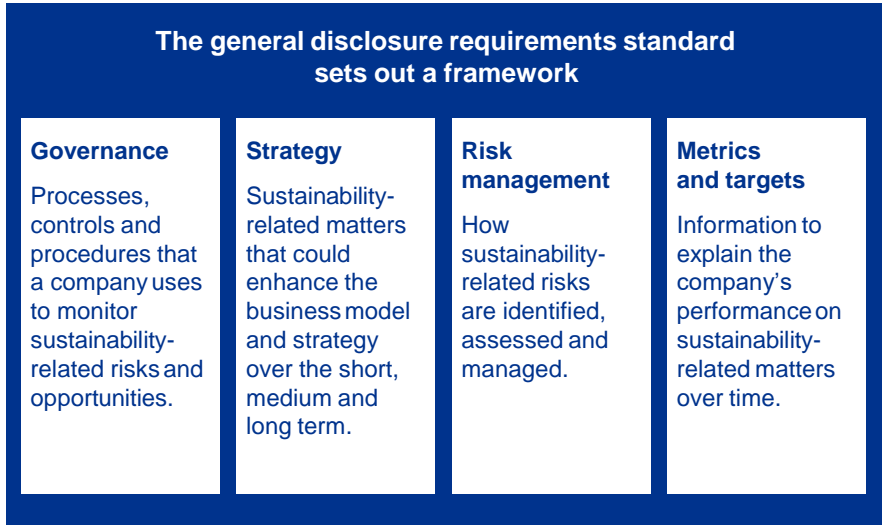 The general disclosure requirements standard
sets out a framework
Governance
Processes,
controls and
procedures that
a company uses
to monitor
sustainability-
related risks and
opportunities.
Strategy
Sustainability-
related matters
that could
enhance the
business model
and strategy
over the short,
medium and
long term.
Risk
management
How
sustainability-
related risks
are identified,
assessed and
managed.
Metrics
and targets
Information to
explain the
company's
performance on
sustainability-
related matters
over time.